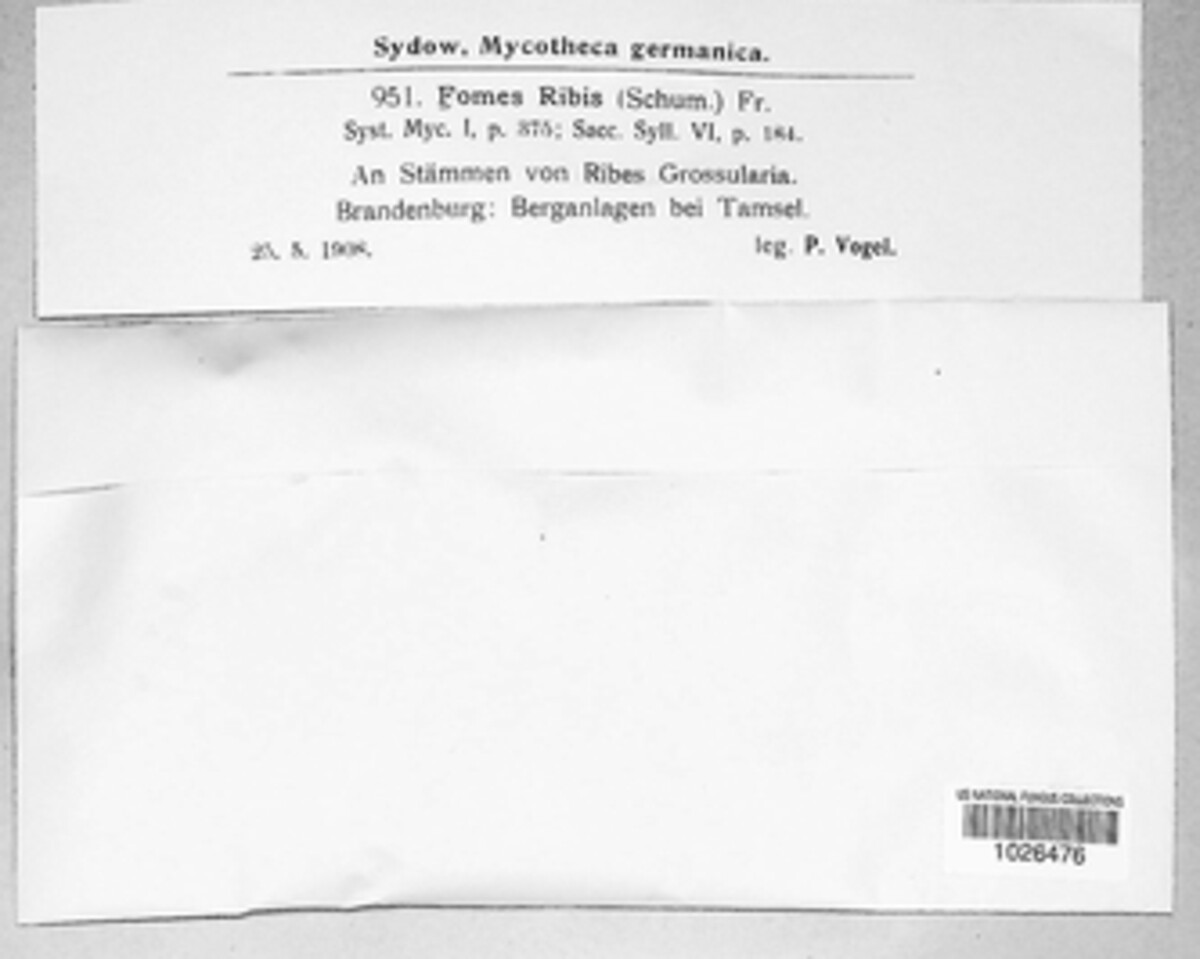 Sydow, Mycotheca germanica.
951. Fomes Ribis (Schum.) Fr.
Syst. Myc. I, p. 375; Sacc. Syll. VI, p. 184.
An Stämmen von Ribes Grossularia.
Brandenburg: Berganlagen bei Tamsel.
25. 8. 1908. leg. P. Vogel.
US NATIONAL FUNGUS COLLECTIONS
1026476